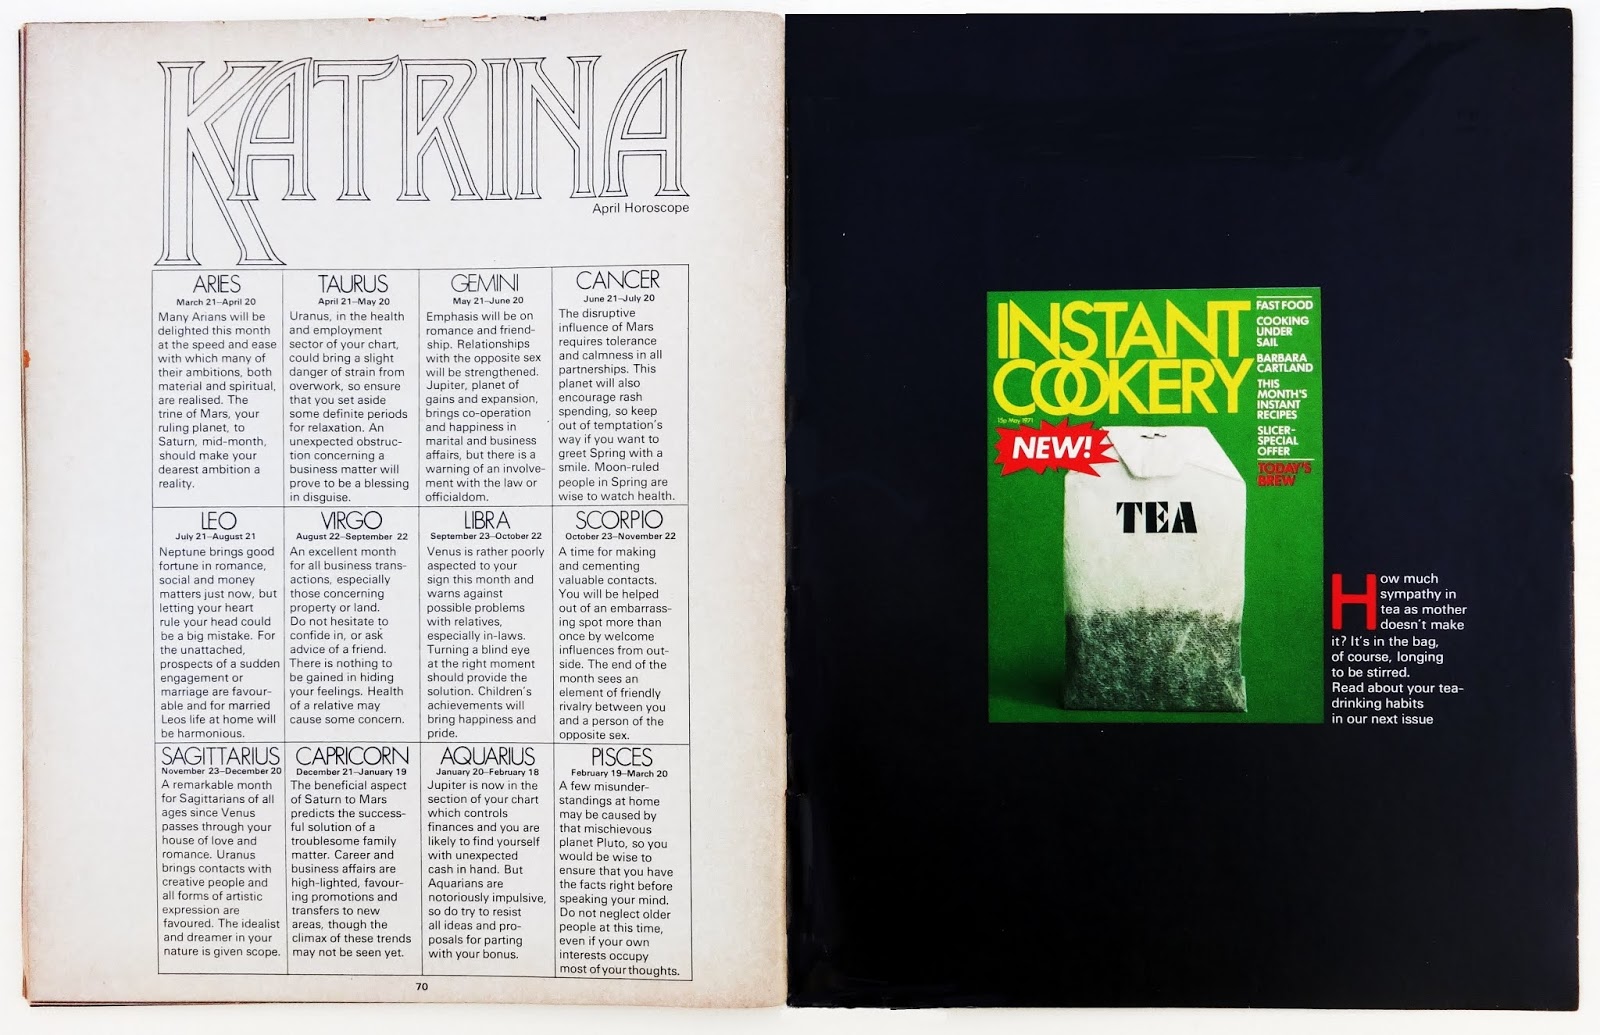 KATRINA
April Horoscope
ARIES
March 21–April 20
Many Arians will be
delighted this month
at the speed and ease
with which many of
their ambitions, both
material and spiritual,
are realised. The
trine of Mars, your
ruling planet, to
Saturn, mid-month,
should make your
dearest ambition a
reality.
TAURUS
April 21–May 20
Uranus, in the health
and employment
sector of your chart,
could bring a slight
danger of strain from
overwork, so ensure
that you set aside
some definite periods
for relaxation. An
unexpected obstruc-
tion concerning a
business matter will
prove to be a blessing
in disguise.
GEMINI
May 21–June 20
Emphasis will be on
romance and friend-
ship. Relationships
with the opposite sex
will be strengthened.
Jupiter, planet of
gains and expansion,
brings co-operation
and happiness in
marital and business
affairs, but there is a
warning of an involve-
ment with the law or
officialdom.
CANCER
June 21–July 20
The disruptive
influence of Mars
requires tolerance
and calmness in all
partnerships. This
planet will also
encourage rash
spending, so keep
out of temptation's
way if you want to
greet Spring with a
smile. Moon-ruled
people in Spring are
wise to watch health.
LEO
July 21–August 21
Neptune brings good
fortune in romance,
social and money
matters just now, but
letting your heart
rule your head could
be a big mistake. For
the unattached,
prospects of a sudden
engagement or
marriage are favour-
able and for married
Leos life at home will
be harmonious.
VIRGO
August 22–September 22
An excellent month
for all business trans-
actions, especially
those concerning
property or land.
Do not hesitate to
confide in, or ask
advice of a friend.
There is nothing to
be gained in hiding
your feelings. Health
of a relative may
cause some concern.
LIBRA
September 23–October 22
Venus is rather poorly
aspected to your
sign this month and
warns against
possible problems
with relatives,
especially in-laws.
Turning a blind eye
at the right moment
should provide the
solution. Children's
achievements will
bring happiness and
pride.
SCORPIO
October 23–November 22
A time for making
and cementing
valuable contacts.
You will be helped
out of an embarrass-
ing spot more than
once by welcome
influences from out-
side. The end of the
month sees an
element of friendly
rivalry between you
and a person of the
opposite sex.
SAGITTARIUS
November 23–December 20
A remarkable month
for Sagittarians of all
ages since Venus
passes through your
house of love and
romance. Uranus
brings contacts with
creative people and
all forms of artistic
expression are
favoured. The idealist
and dreamer in your
nature is given scope.
CAPRICORN
December 21–January 19
The beneficial aspect
of Saturn to Mars
predicts the success-
ful solution of a
troublesome family
matter. Career and
business affairs are
high-lighted, favour-
ing promotions and
transfers to new
areas, though the
climax of these trends
may not be seen yet.
AQUARIUS
January 20–February 18
Jupiter is now in the
section of your chart
which controls
finances and you are
likely to find yourself
with unexpected
cash in hand. But
Aquarians are
notoriously impulsive,
so do try to resist
all ideas and pro-
posals for parting
with your bonus.
PISCES
February 19–March 20
A few misunder-
standings at home
may be caused by
that mischievous
planet Pluto, so you
would be wise to
ensure that you have
the facts right before
speaking your mind.
Do not neglect older
people at this time,
even if your own
interests occupy
most of your thoughts.
70
INSTANT
COOKERY
15p May 1971
NEW!
FAST FOOD
COOKING
UNDER
SAIL
BARBARA
CARTLAND
THIS
MONTH'S
INSTANT
RECIPES
SLICER-
SPECIAL
OFFER
TODAY'S
BREW
TEA
How much
sympathy in
tea as mother
doesn't make
it? It's in the bag,
of course, longing
to be stirred.
Read about your tea-
drinking habits
in our next issue